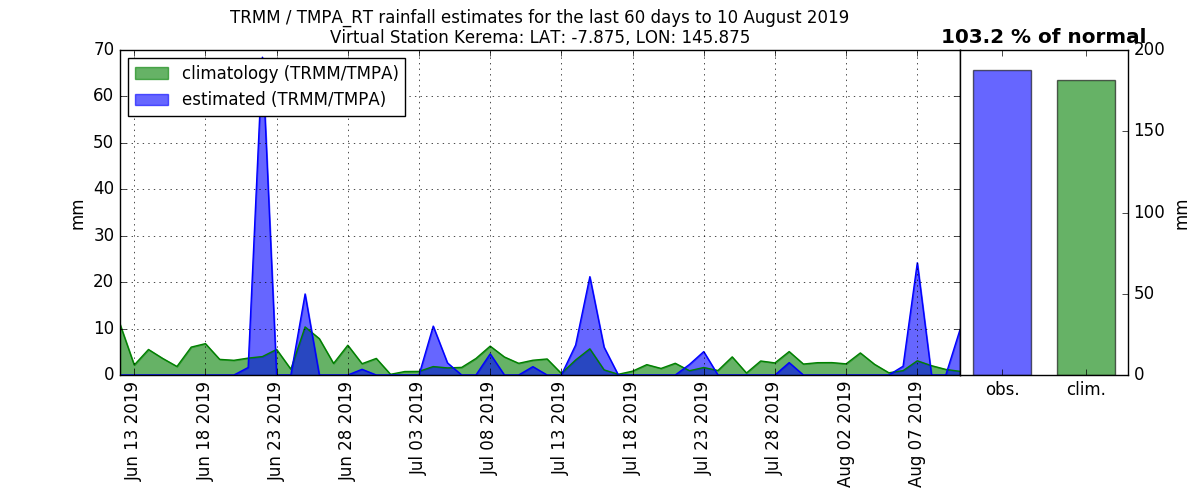 TRMM / TMPA_RT rainfall estimates for the last 60 days to 10 August 2019
Virtual Station Kerema: LAT: -7.875, LON: 145.875
103.2 % of normal
climatology (TRMM/TMPA)
estimated (TRMM/TMPA)
70
60
50
40
30
20
10
0
mm
Jun 13 2019
Jun 18 2019
Jun 23 2019
Jun 28 2019
Jul 03 2019
Jul 08 2019
Jul 13 2019
Jul 18 2019
Jul 23 2019
Jul 28 2019
Aug 02 2019
Aug 07 2019
obs.
clim.
200
150
100
50
0
mm